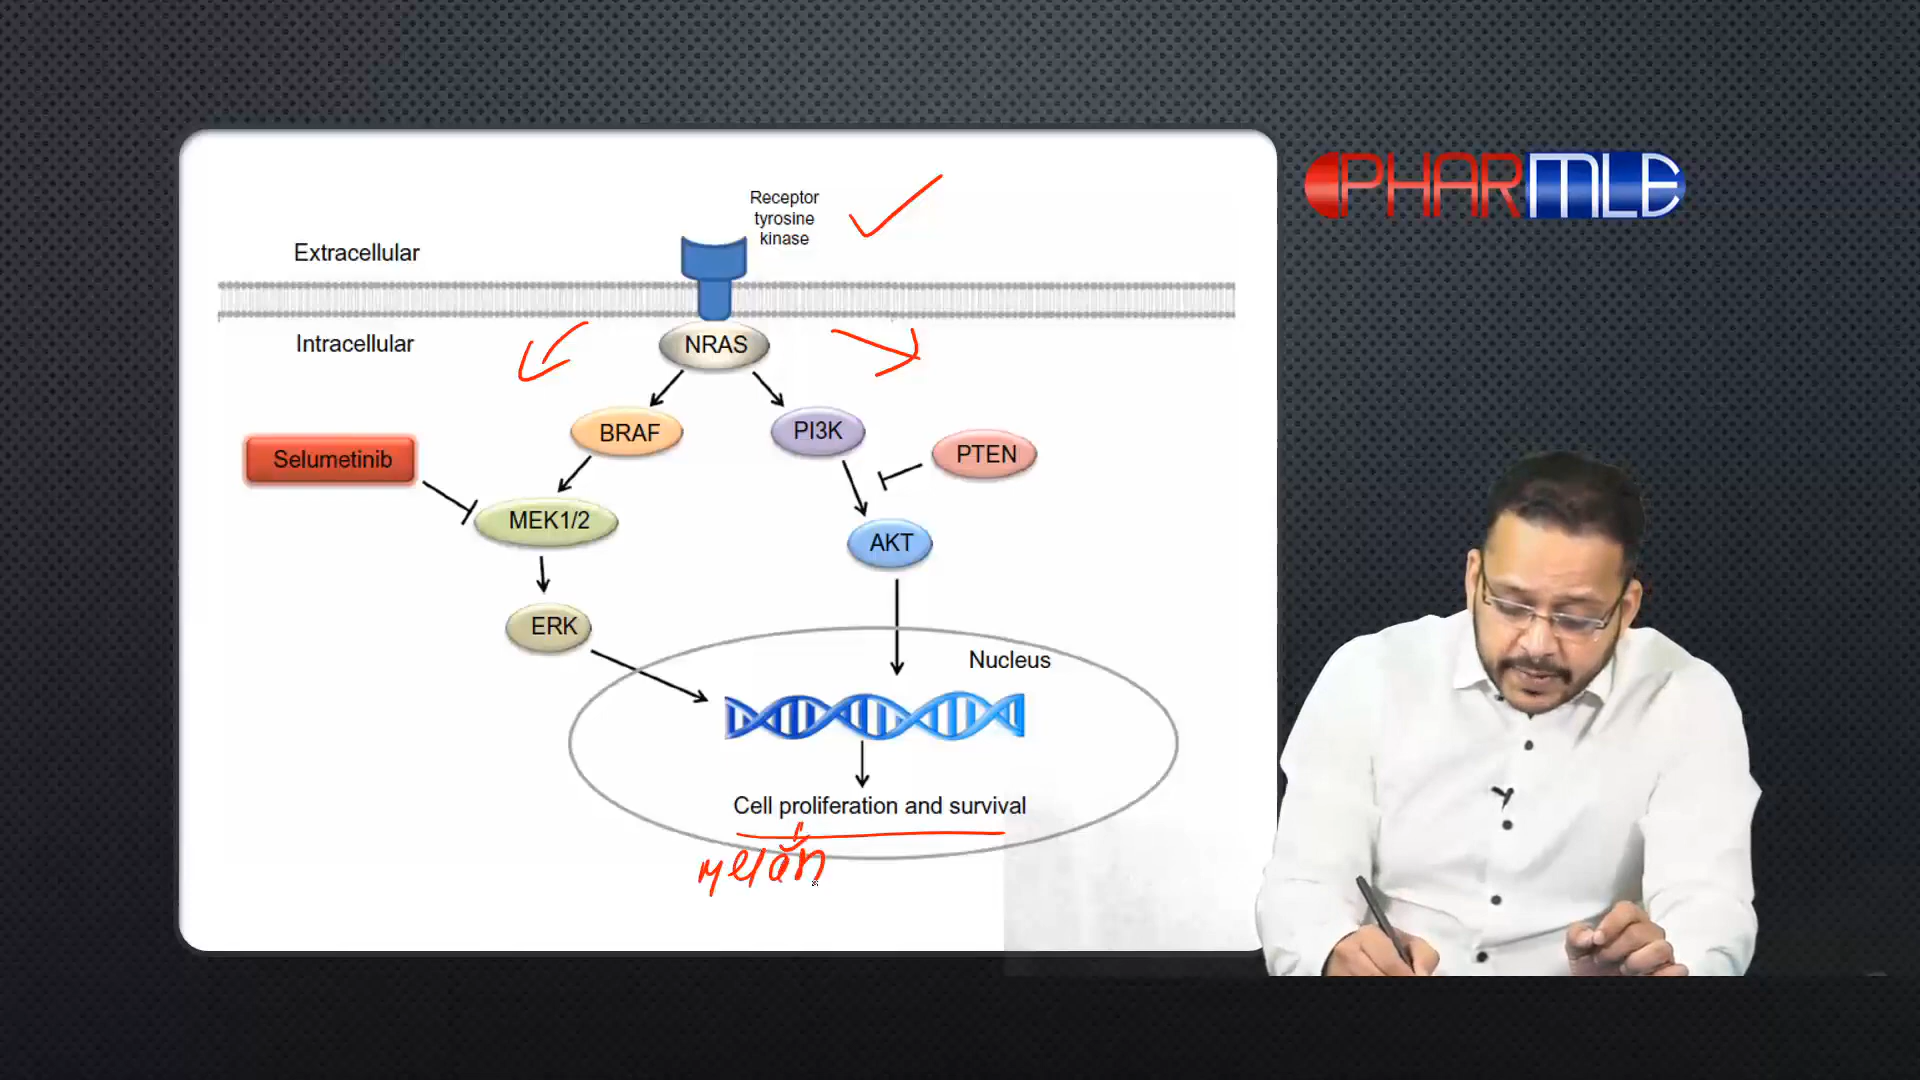 PHARMLE
Receptor
tyrosine
kinase
Extracellular
Intracellular
NRAS
BRAF
PI3K
PTEN
Selumetinib
MEK1/2
AKT
ERK
Nucleus
Cell proliferation and survival
melan